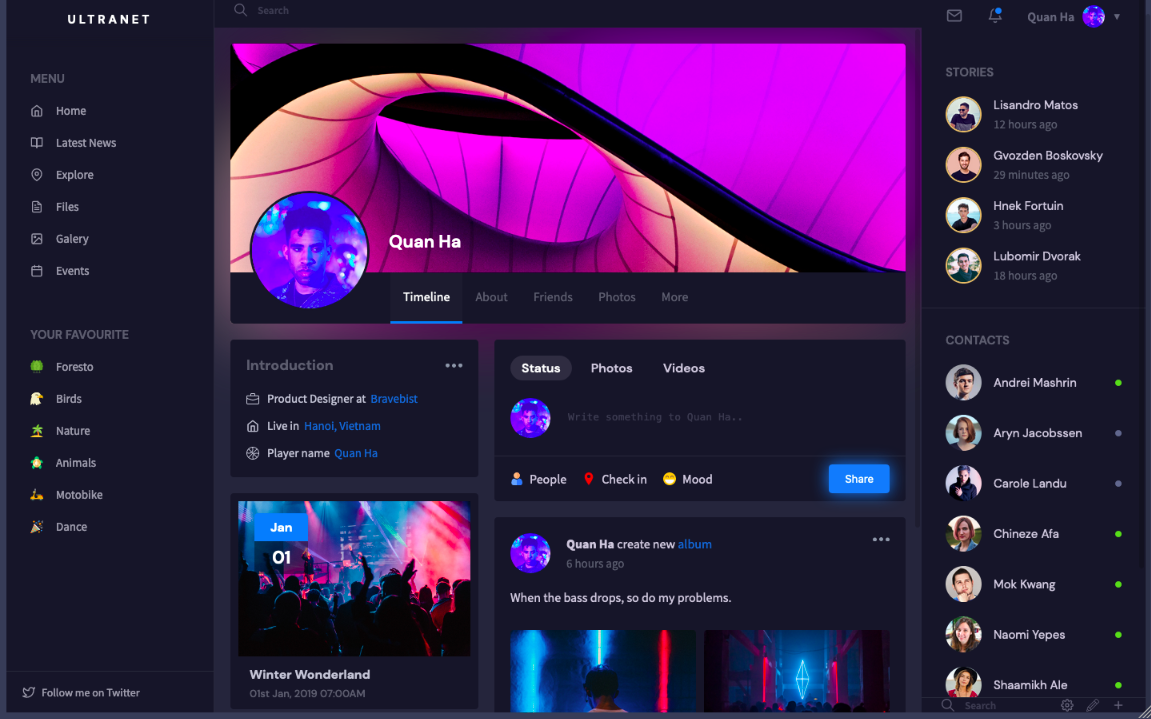 ULTRANET
Search
Quan Ha
MENU
Home
Latest News
Explore
Files
Galery
Events
YOUR FAVOURITE
Foresto
Birds
Nature
Animals
Motobike
Dance
Follow me on Twitter
Quan Ha
Timeline About Friends Photos More
Introduction
Product Designer at Bravebist
Live in Hanoi, Vietnam
Player name Quan Ha
Jan
01
Winter Wonderland
01st Jan, 2019 07:00AM
Status Photos Videos
Write something to Quan Ha..
People Check in Mood Share
Quan Ha create new album
6 hours ago
When the bass drops, so do my problems.
STORIES
Lisandro Matos
12 hours ago
Gvozden Boskovsky
29 minutes ago
Hnek Fortuin
3 hours ago
Lubomir Dvorak
18 hours ago
CONTACTS
Andrei Mashrin
Aryn Jacobssen
Carole Landu
Chineze Afa
Mok Kwang
Naomi Yepes
Shaamikh Ale
Search